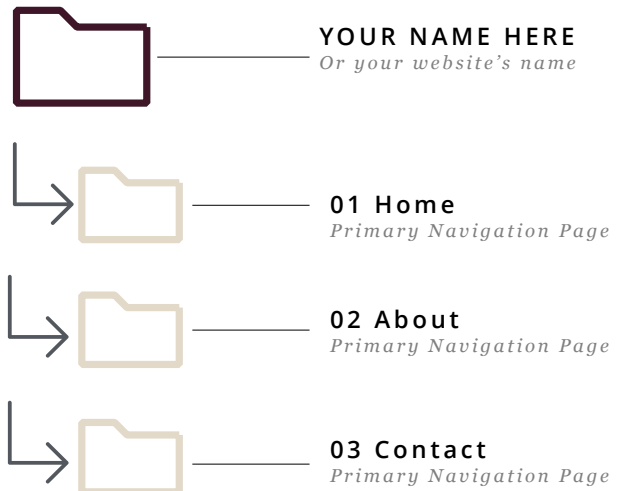 YOUR NAME HERE
Or your website's name
01 Home
Primary Navigation Page
02 About
Primary Navigation Page
03 Contact
Primary Navigation Page